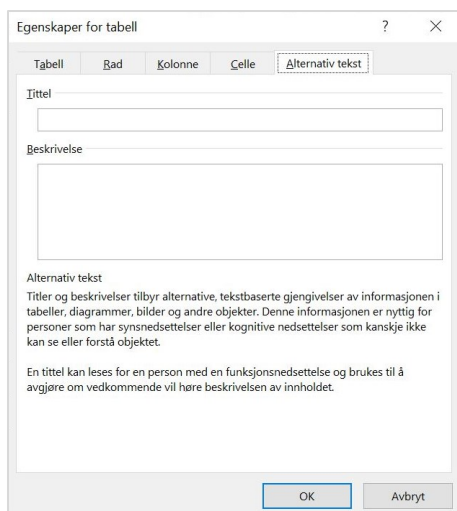 Egenskaper for tabell ? ×
Tabell Rad Kolonne Celle Alternativ tekst
Tittel
Beskrivelse
Alternativ tekst
Titler og beskrivelser tilbyr alternative, tekstbaserte gjengivelser av informasjonen i
tabeller, diagrammer, bilder og andre objekter. Denne informasjonen er nyttig for
personer som har synsnedsettelser eller kognitive nedsettelser som kanskje ikke
kan se eller forstå objektet.
En tittel kan leses for en person med en funksjonsnedsettelse og brukes til å
avgjøre om vedkommende vil høre beskrivelsen av innholdet.
OK Avbryt